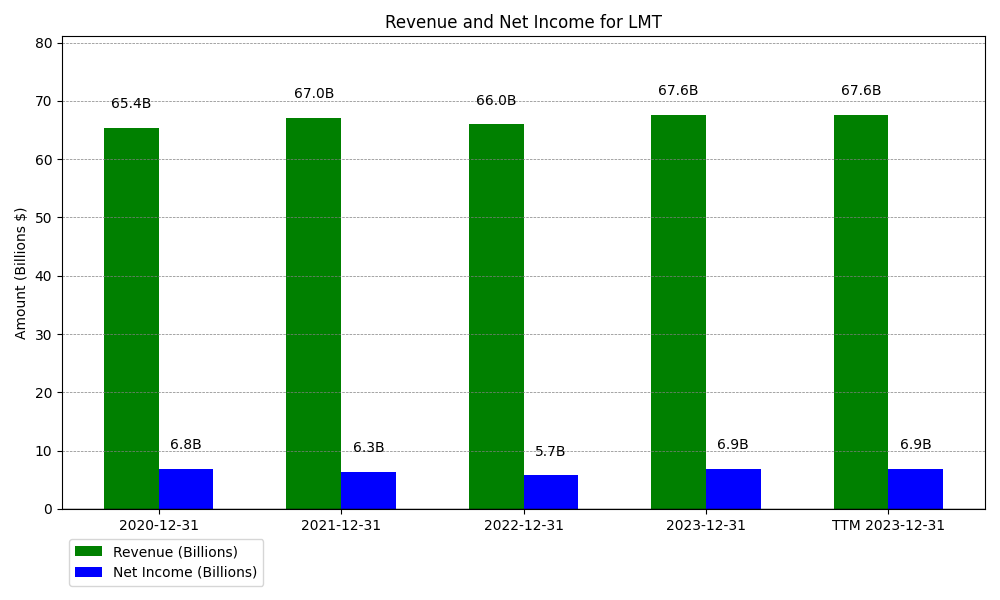 Revenue and Net Income for LMT
Amount (Billions $)
80
70
60
50
40
30
20
10
0
65.4B
67.0B
66.0B
67.6B
67.6B
6.8B
6.3B
5.7B
6.9B
6.9B
2020-12-31
2021-12-31
2022-12-31
2023-12-31
TTM 2023-12-31
Revenue (Billions)
Net Income (Billions)